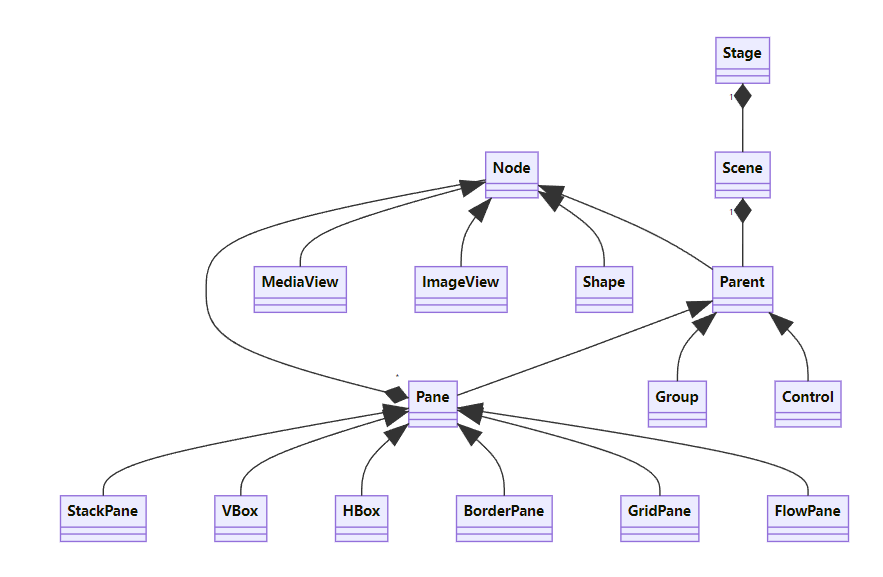 Stage
1
Node
Scene
1
MediaView
ImageView
Shape
Parent
*
Pane
Group
Control
StackPane
VBox
HBox
BorderPane
GridPane
FlowPane